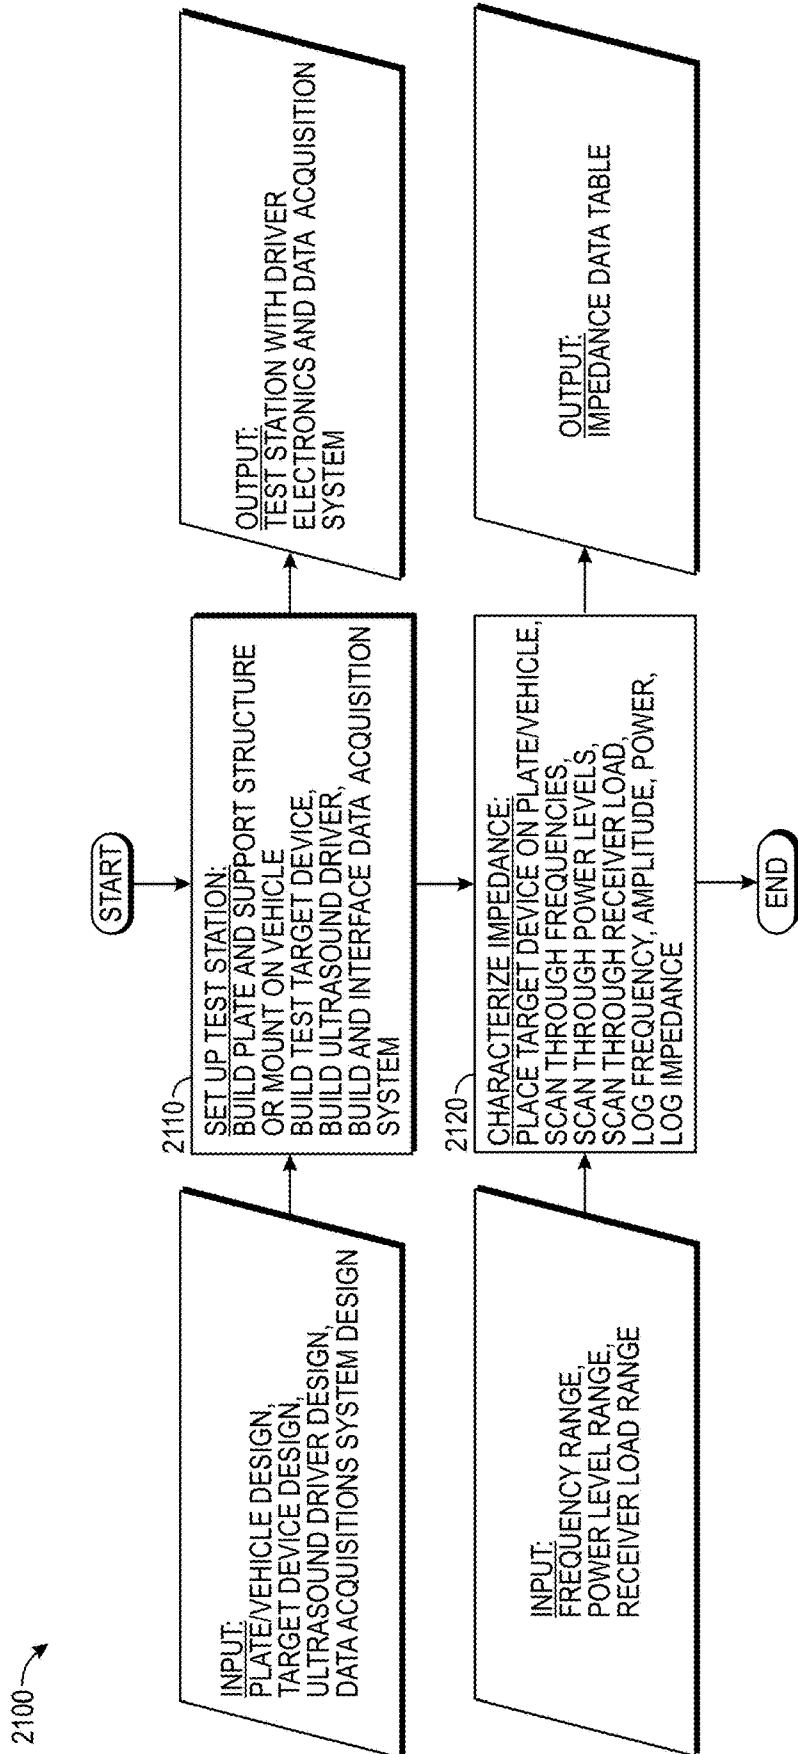 2100
START
INPUT:
PLATE/VEHICLE DESIGN,
TARGET DEVICE DESIGN,
ULTRASOUND DRIVER DESIGN,
DATA ACQUISITIONS SYSTEM DESIGN
2110
SET UP TEST STATION:
BUILD PLATE AND SUPPORT STRUCTURE
OR MOUNT ON VEHICLE
BUILD TEST TARGET DEVICE,
BUILD ULTRASOUND DRIVER,
BUILD AND INTERFACE DATA ACQUISITION
SYSTEM
OUTPUT:
TEST STATION WITH DRIVER
ELECTRONICS AND DATA ACQUISITION
SYSTEM
INPUT:
FREQUENCY RANGE,
POWER LEVEL RANGE,
RECEIVER LOAD RANGE
2120
CHARACTERIZE IMPEDANCE:
PLACE TARGET DEVICE ON PLATE/VEHICLE,
SCAN THROUGH FREQUENCIES,
SCAN THROUGH POWER LEVELS,
SCAN THROUGH RECEIVER LOAD,
LOG FREQUENCY, AMPLITUDE, POWER,
LOG IMPEDANCE
OUTPUT:
IMPEDANCE DATA TABLE
END